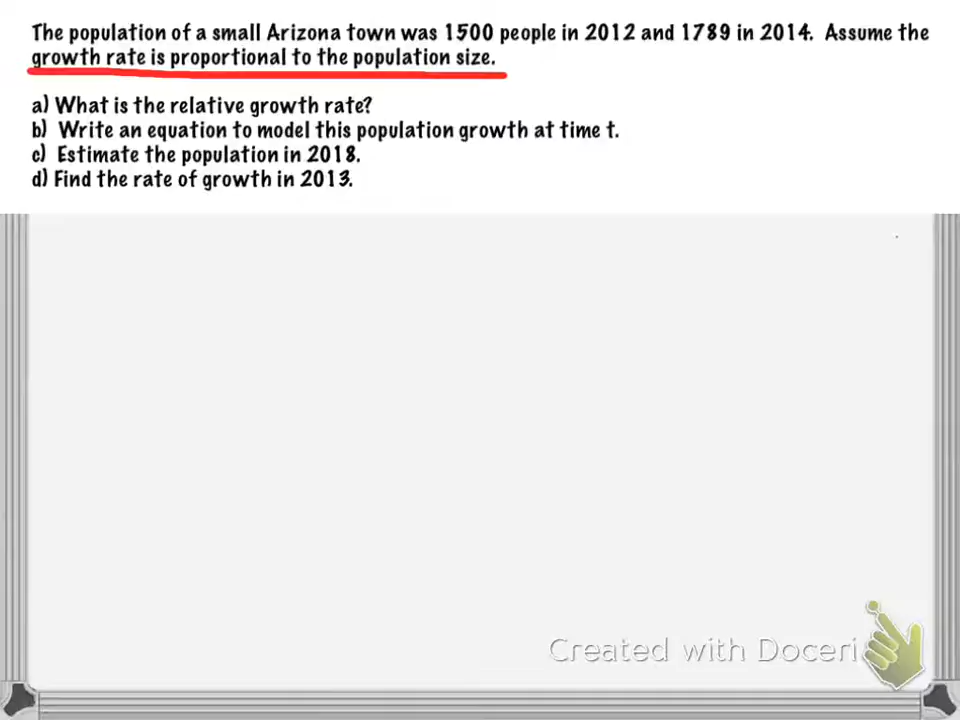 The population of a small Arizona town was 1500 people in 2012 and 1789 in 2014. Assume the
growth rate is proportional to the population size.
a) What is the relative growth rate?
b) Write an equation to model this population growth at time t.
c) Estimate the population in 2018.
d) Find the rate of growth in 2013.
Created with Doceri